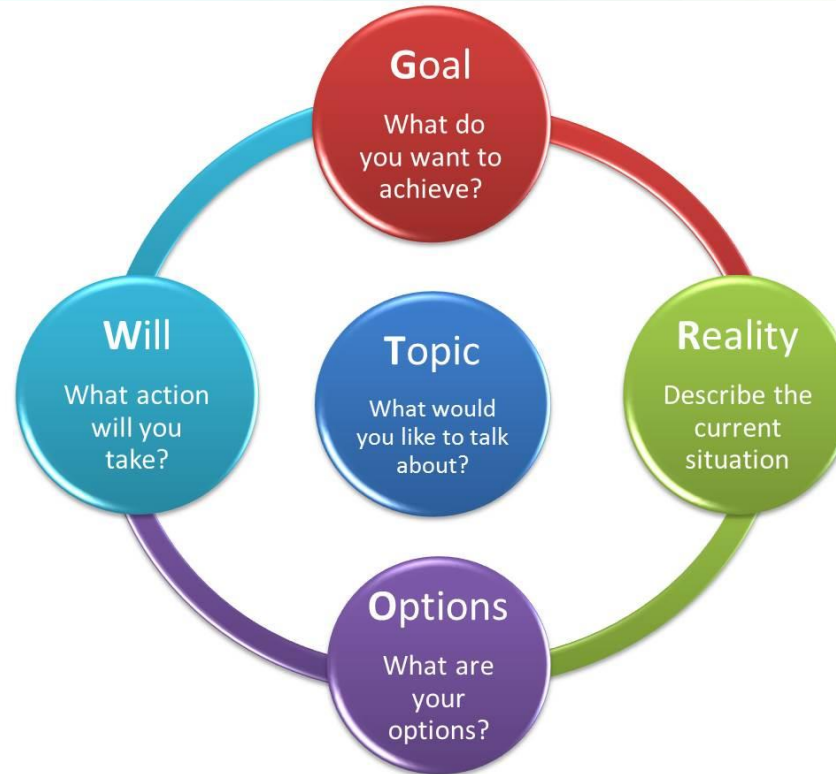 Goal
What do
you want to
achieve?
Will
What action
will you
take?
Topic
What would
you like to talk
about?
Reality
Describe the
current
situation
Options
What are
your
options?